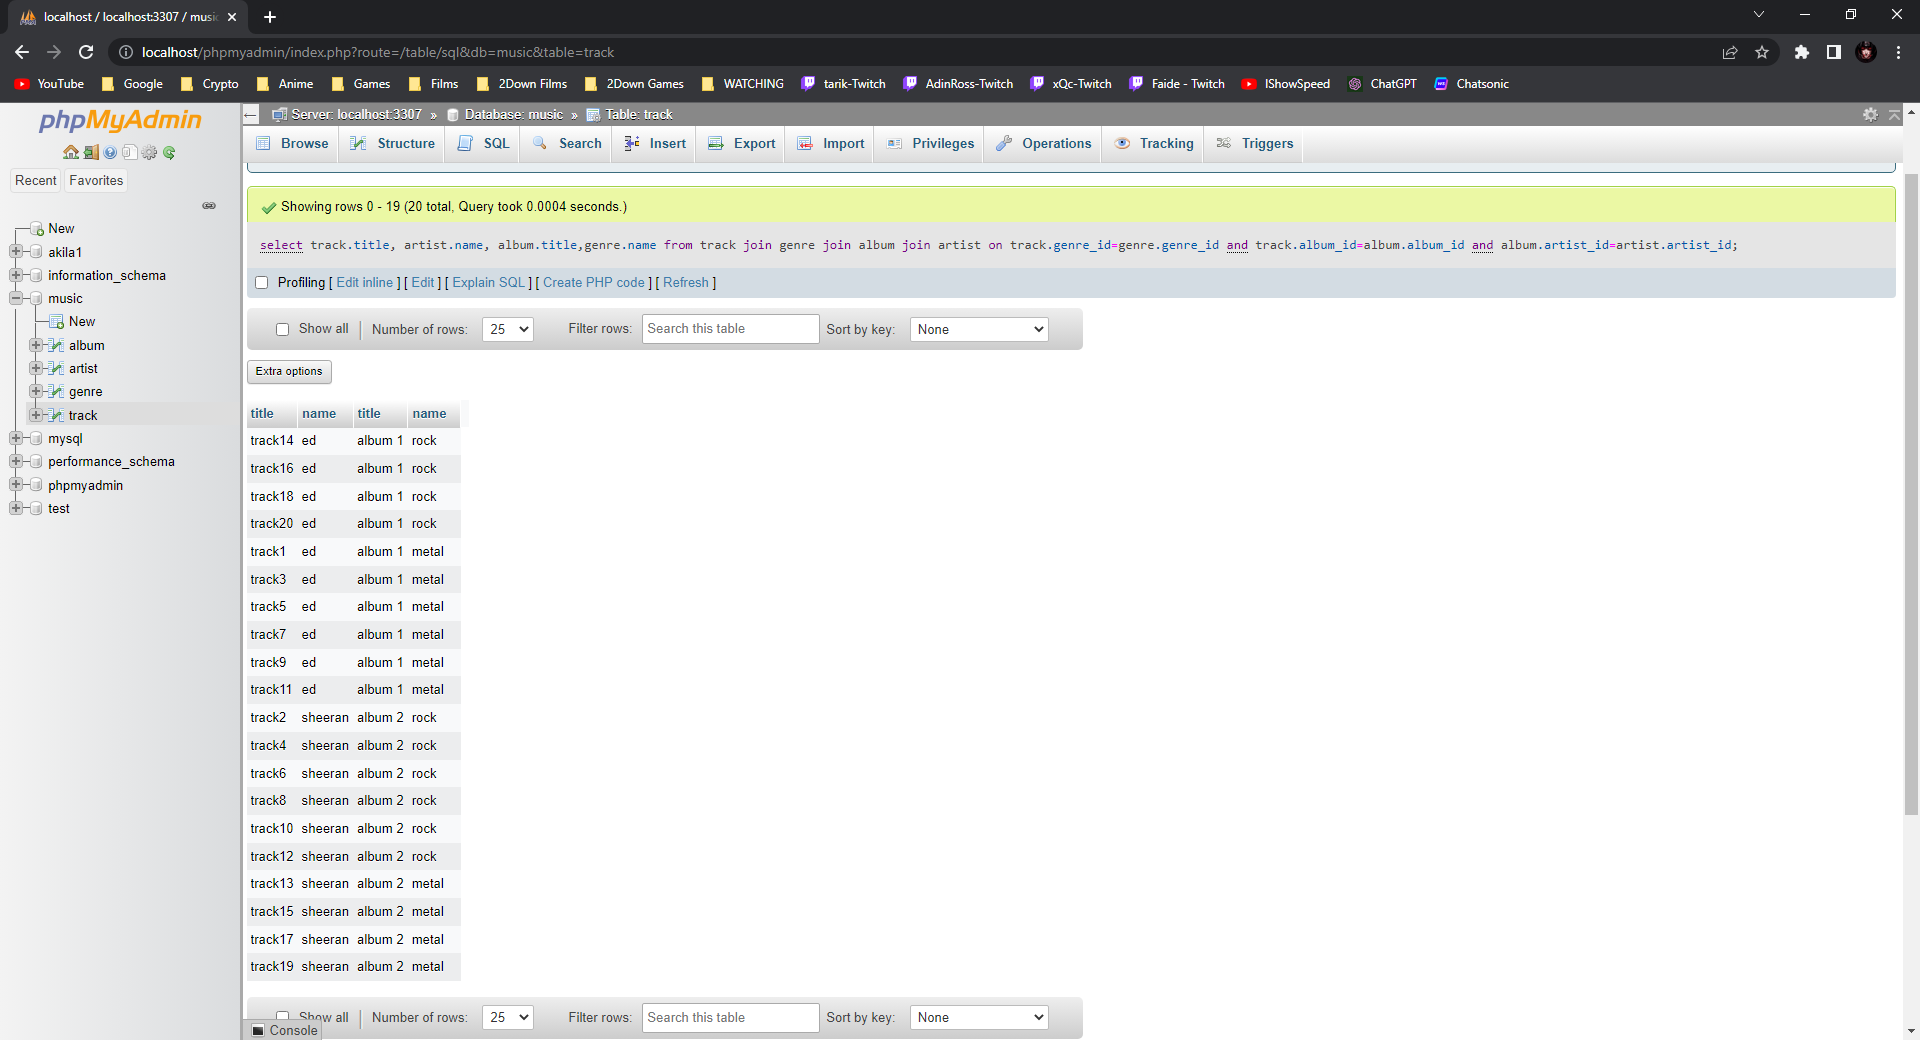 localhost / localhost:3307 / music
localhost/phpmyadmin/index.php?route=/table/sql&db=music&table=track
YouTube Google Crypto Anime Games Films 2Down Films 2Down Games WATCHING tarik-Twitch AdinRoss-Twitch xQc-Twitch Faide - Twitch IShowSpeed ChatGPT Chatsonic
phpMyAdmin
Recent Favorites
New
akila1
information_schema
music
New
album
artist
genre
track
mysql
performance_schema
phpmyadmin
test
Server: localhost:3307 » Database: music » Table: track
Browse Structure SQL Search Insert Export Import Privileges Operations Tracking Triggers
Showing rows 0 - 19 (20 total, Query took 0.0004 seconds.)
select track.title, artist.name, album.title,genre.name from track join genre join album join artist on track.genre_id=genre.genre_id and track.album_id=album.album_id and album.artist_id=artist.artist_id;
Profiling [ Edit inline ] [ Edit ] [ Explain SQL ] [ Create PHP code ] [ Refresh ]
Show all | Number of rows: 25 Filter rows: Search this table Sort by key: None
Extra options
title name title name
track14 ed album 1 rock
track16 ed album 1 rock
track18 ed album 1 rock
track20 ed album 1 rock
track1 ed album 1 metal
track3 ed album 1 metal
track5 ed album 1 metal
track7 ed album 1 metal
track9 ed album 1 metal
track11 ed album 1 metal
track2 sheeran album 2 rock
track4 sheeran album 2 rock
track6 sheeran album 2 rock
track8 sheeran album 2 rock
track10 sheeran album 2 rock
track12 sheeran album 2 rock
track13 sheeran album 2 metal
track15 sheeran album 2 metal
track17 sheeran album 2 metal
track19 sheeran album 2 metal
Show all | Number of rows: 25 Filter rows: Search this table Sort by key: None
Console